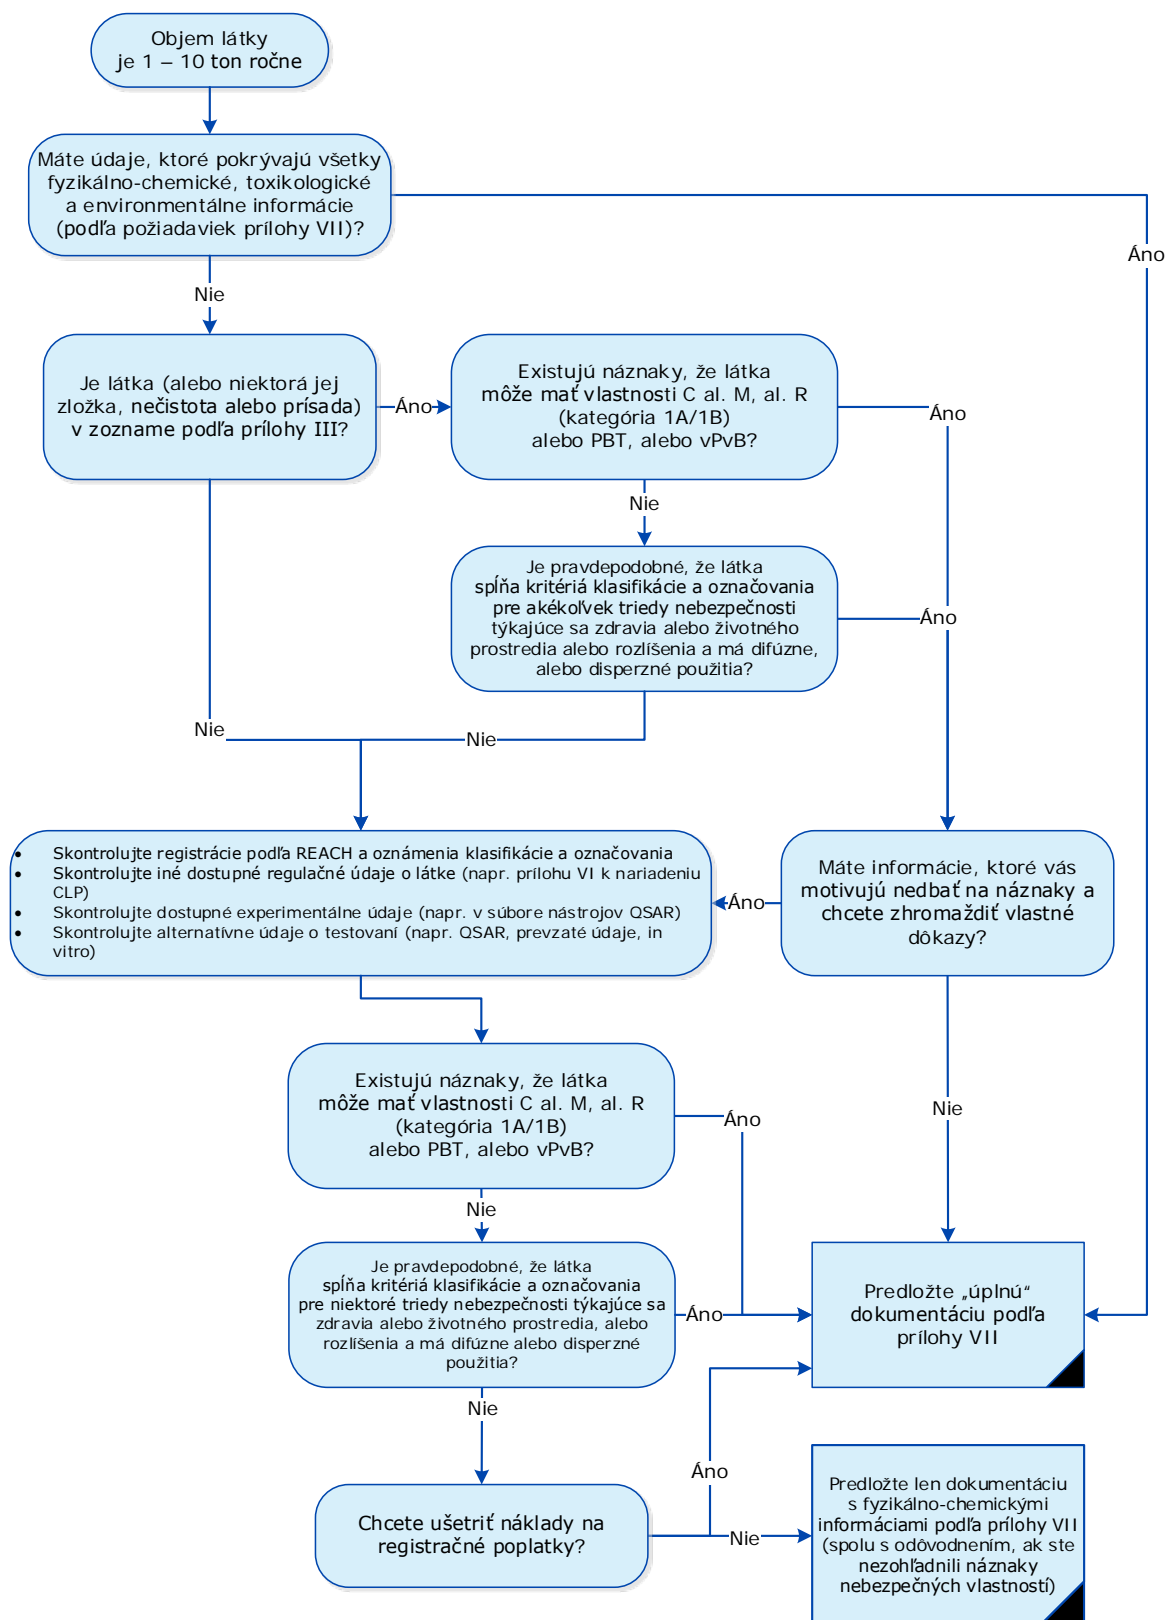 Objem látky
je 1 – 10 ton ročne
Máte údaje, ktoré pokrývajú všetky
fyzikálno-chemické, toxikologické
a environmentálne informácie
(podľa požiadaviek prílohy VII)?
Áno
Nie
Je látka (alebo niektorá jej
zložka, nečistota alebo prísada)
v zozname podľa prílohy III?
Áno
Existujú náznaky, že látka
môže mať vlastnosti C al. M, al. R
(kategória 1A/1B)
alebo PBT, alebo vPvB?
Áno
Nie
Je pravdepodobné, že látka
spĺňa kritériá klasifikácie a označovania
pre akékoľvek triedy nebezpečnosti
týkajúce sa zdravia alebo životného
prostredia alebo rozlíšenia a má difúzne,
alebo disperzné použitia?
Áno
Nie
Nie
• Skontrolujte registrácie podľa REACH a oznámenia klasifikácie a označovania
• Skontrolujte iné dostupné regulačné údaje o látke (napr. prílohu VI k nariadeniu
CLP)
• Skontrolujte dostupné experimentálne údaje (napr. v súbore nástrojov QSAR)
• Skontrolujte alternatívne údaje o testovaní (napr. QSAR, prevzaté údaje, in
vitro)
Áno
Máte informácie, ktoré vás
motivujú nedbať na náznaky a
chcete zhromaždiť vlastné
dôkazy?
Nie
Existujú náznaky, že látka
môže mať vlastnosti C al. M, al. R
(kategória 1A/1B)
alebo PBT, alebo vPvB?
Áno
Nie
Je pravdepodobné, že látka
spĺňa kritériá klasifikácie a označovania
pre niektoré triedy nebezpečnosti týkajúce sa
zdravia alebo životného prostredia, alebo
rozlíšenia a má difúzne alebo disperzné
použitia?
Áno
Predložte „úplnú“
dokumentáciu podľa
prílohy VII
Nie
Áno
Chcete ušetriť náklady na
registračné poplatky?
Nie
Predložte len dokumentáciu
s fyzikálno-chemickými
informáciami podľa prílohy VII
(spolu s odôvodnením, ak ste
nezohľadnili náznaky
nebezpečných vlastností)